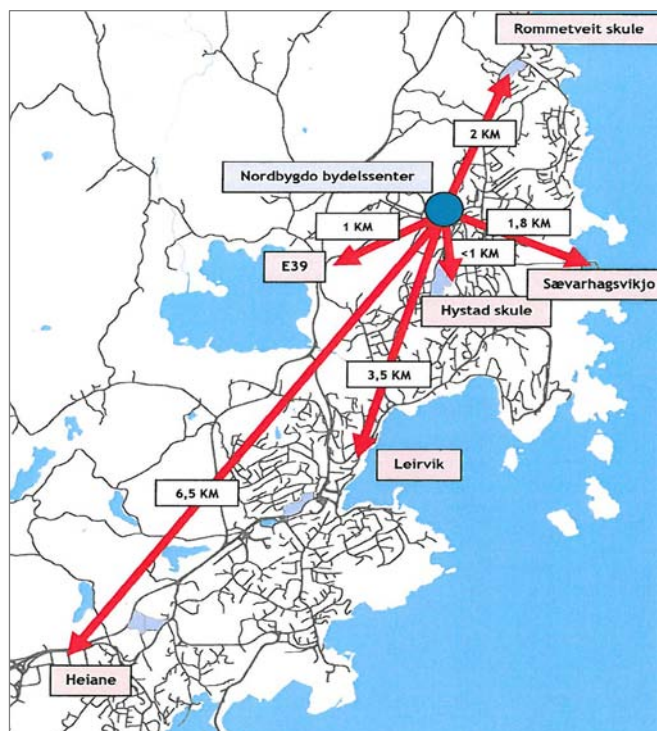 Rommetveit skule
2 KM
Nordbygdo bydelssenter
1 KM
1,8 KM
E39
<1 KM
Sævarhagsvikjo
Hystad skule
3,5 KM
Leirvik
6,5 KM
Heiane